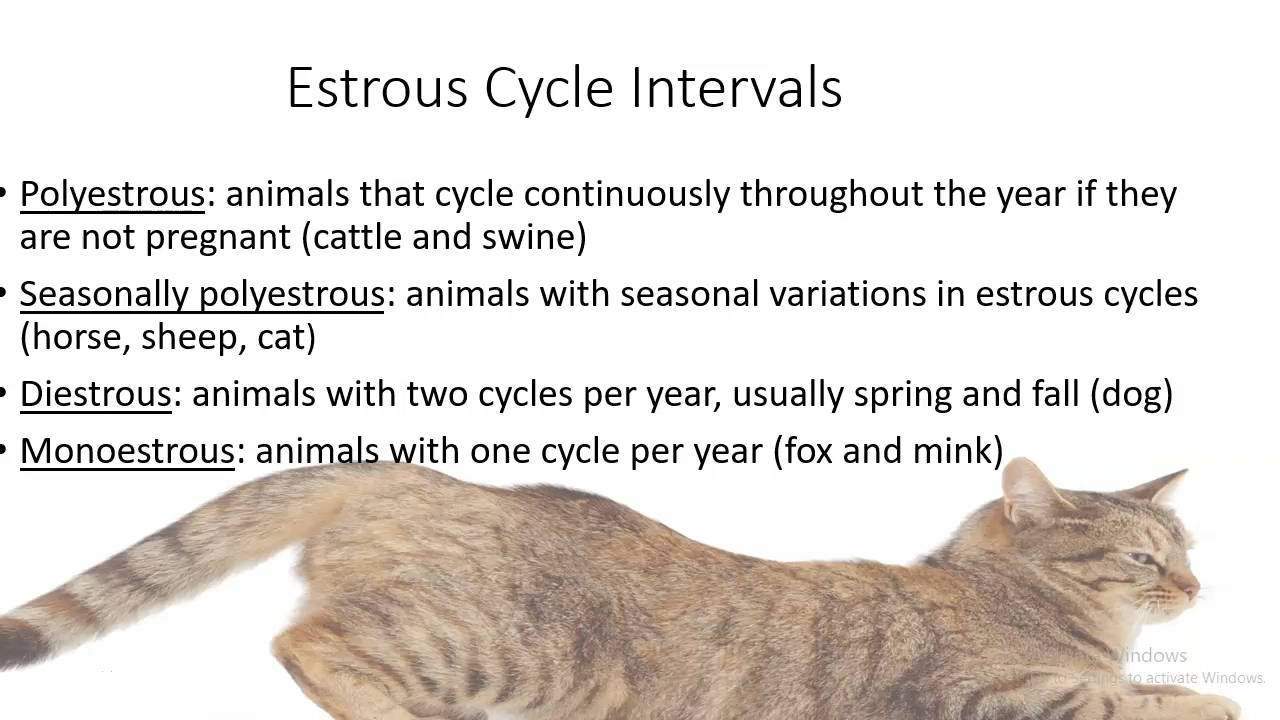 Estrous Cycle Intervals
• Polyestrous: animals that cycle continuously throughout the year if they
are not pregnant (cattle and swine)
• Seasonally polyestrous: animals with seasonal variations in estrous cycles
(horse, sheep, cat)
• Diestrous: animals with two cycles per year, usually spring and fall (dog)
• Monoestrous: animals with one cycle per year (fox and mink)
Windows
to Settings to activate Windows.